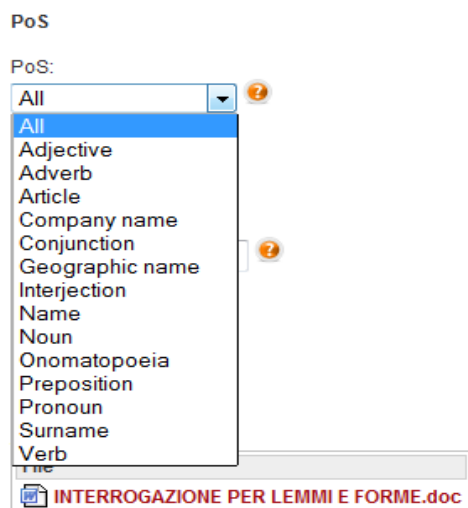 PoS
PoS:
All
All
Adjective
Adverb
Article
Company name
Conjunction
Geographic name
Interjection
Name
Noun
Onomatopoeia
Preposition
Pronoun
Surname
Verb
File
INTERROGAZIONE PER LEMMI E FORME.doc